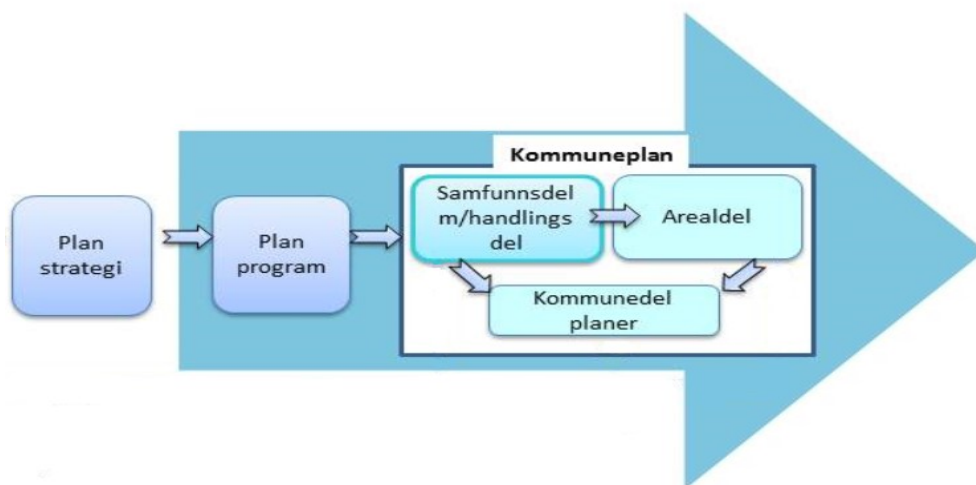 Kommuneplan
Plan
strategi
Plan
program
Samfunnsdel
m/handlings
del
Arealdel
Kommunedel
planer